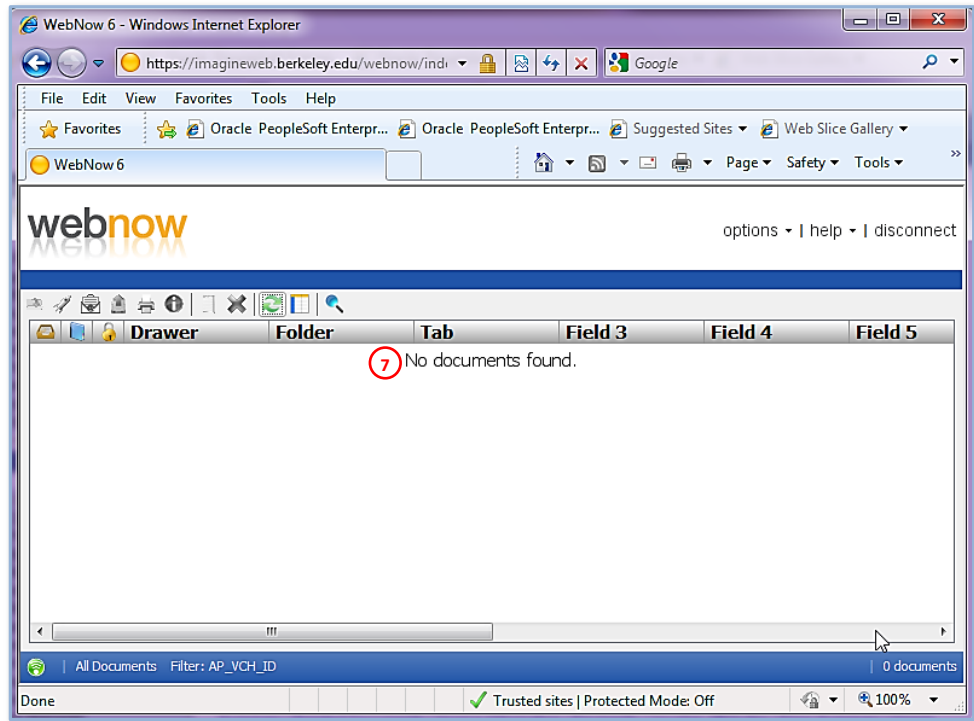 WebNow 6 - Windows Internet Explorer
https://imagineweb.berkeley.edu/webnow/inde Google
File Edit View Favorites Tools Help
Favorites Oracle PeopleSoft Enterpr... Oracle PeopleSoft Enterpr... Suggested Sites Web Slice Gallery
WebNow 6 Page Safety Tools »
webnow
options | help | disconnect
Drawer Folder Tab Field 3 Field 4 Field 5
7 No documents found.
| All Documents Filter: AP_VCH_ID | 0 documents
Done Trusted sites | Protected Mode: Off 100%